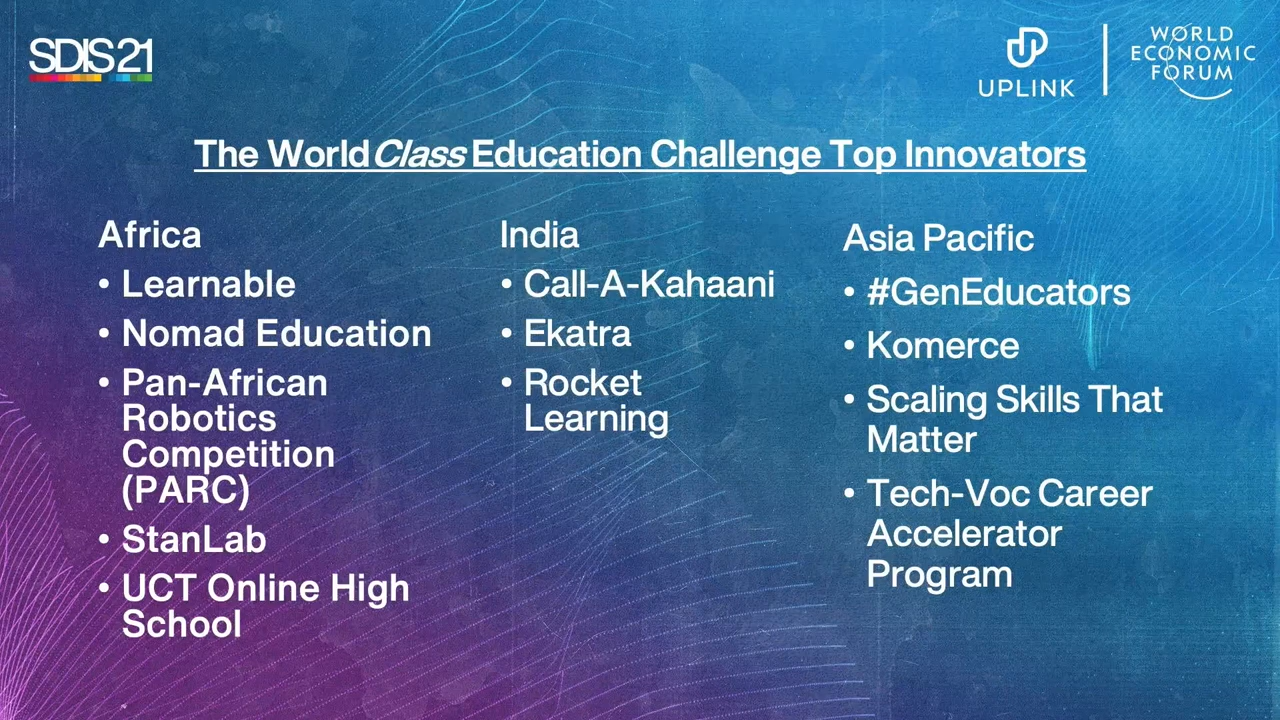 SDIS21
UPLINK
WORLD
ECONOMIC
FORUM
The WorldClass Education Challenge Top Innovators
Africa
• Learnable
• Nomad Education
• Pan-African
Robotics
Competition
(PARC)
• StanLab
• UCT Online High
School
India
• Call-A-Kahaani
• Ekatra
• Rocket
Learning
Asia Pacific
• #GenEducators
• Komerce
• Scaling Skills That
Matter
• Tech-Voc Career
Accelerator
Program